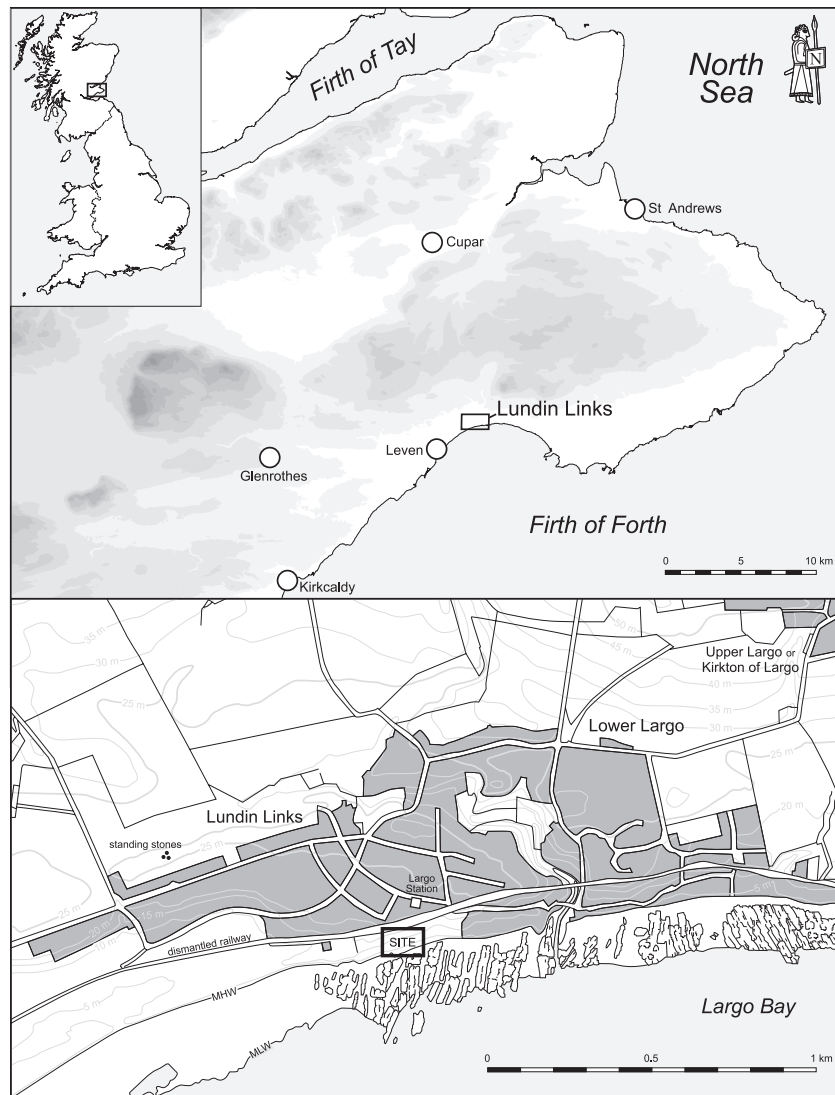 Firth of Tay
North
Sea
N
St Andrews
Cupar
Lundin Links
Leven
Glenrothes
Firth of Forth
0 5 10 km
Kirkcaldy
35 m
30 m
25 m
50 m
45 m
40 m
35 m
30 m
Upper Largo or
Kirkton of Largo
Lower Largo
20 m
Lundin Links
standing stones
25 m
25 m
Largo
Station
5 m
20 m
15 m
10 m
dismantled railway
SITE
5 m
MHW
MLW
Largo Bay
0 0.5 1 km